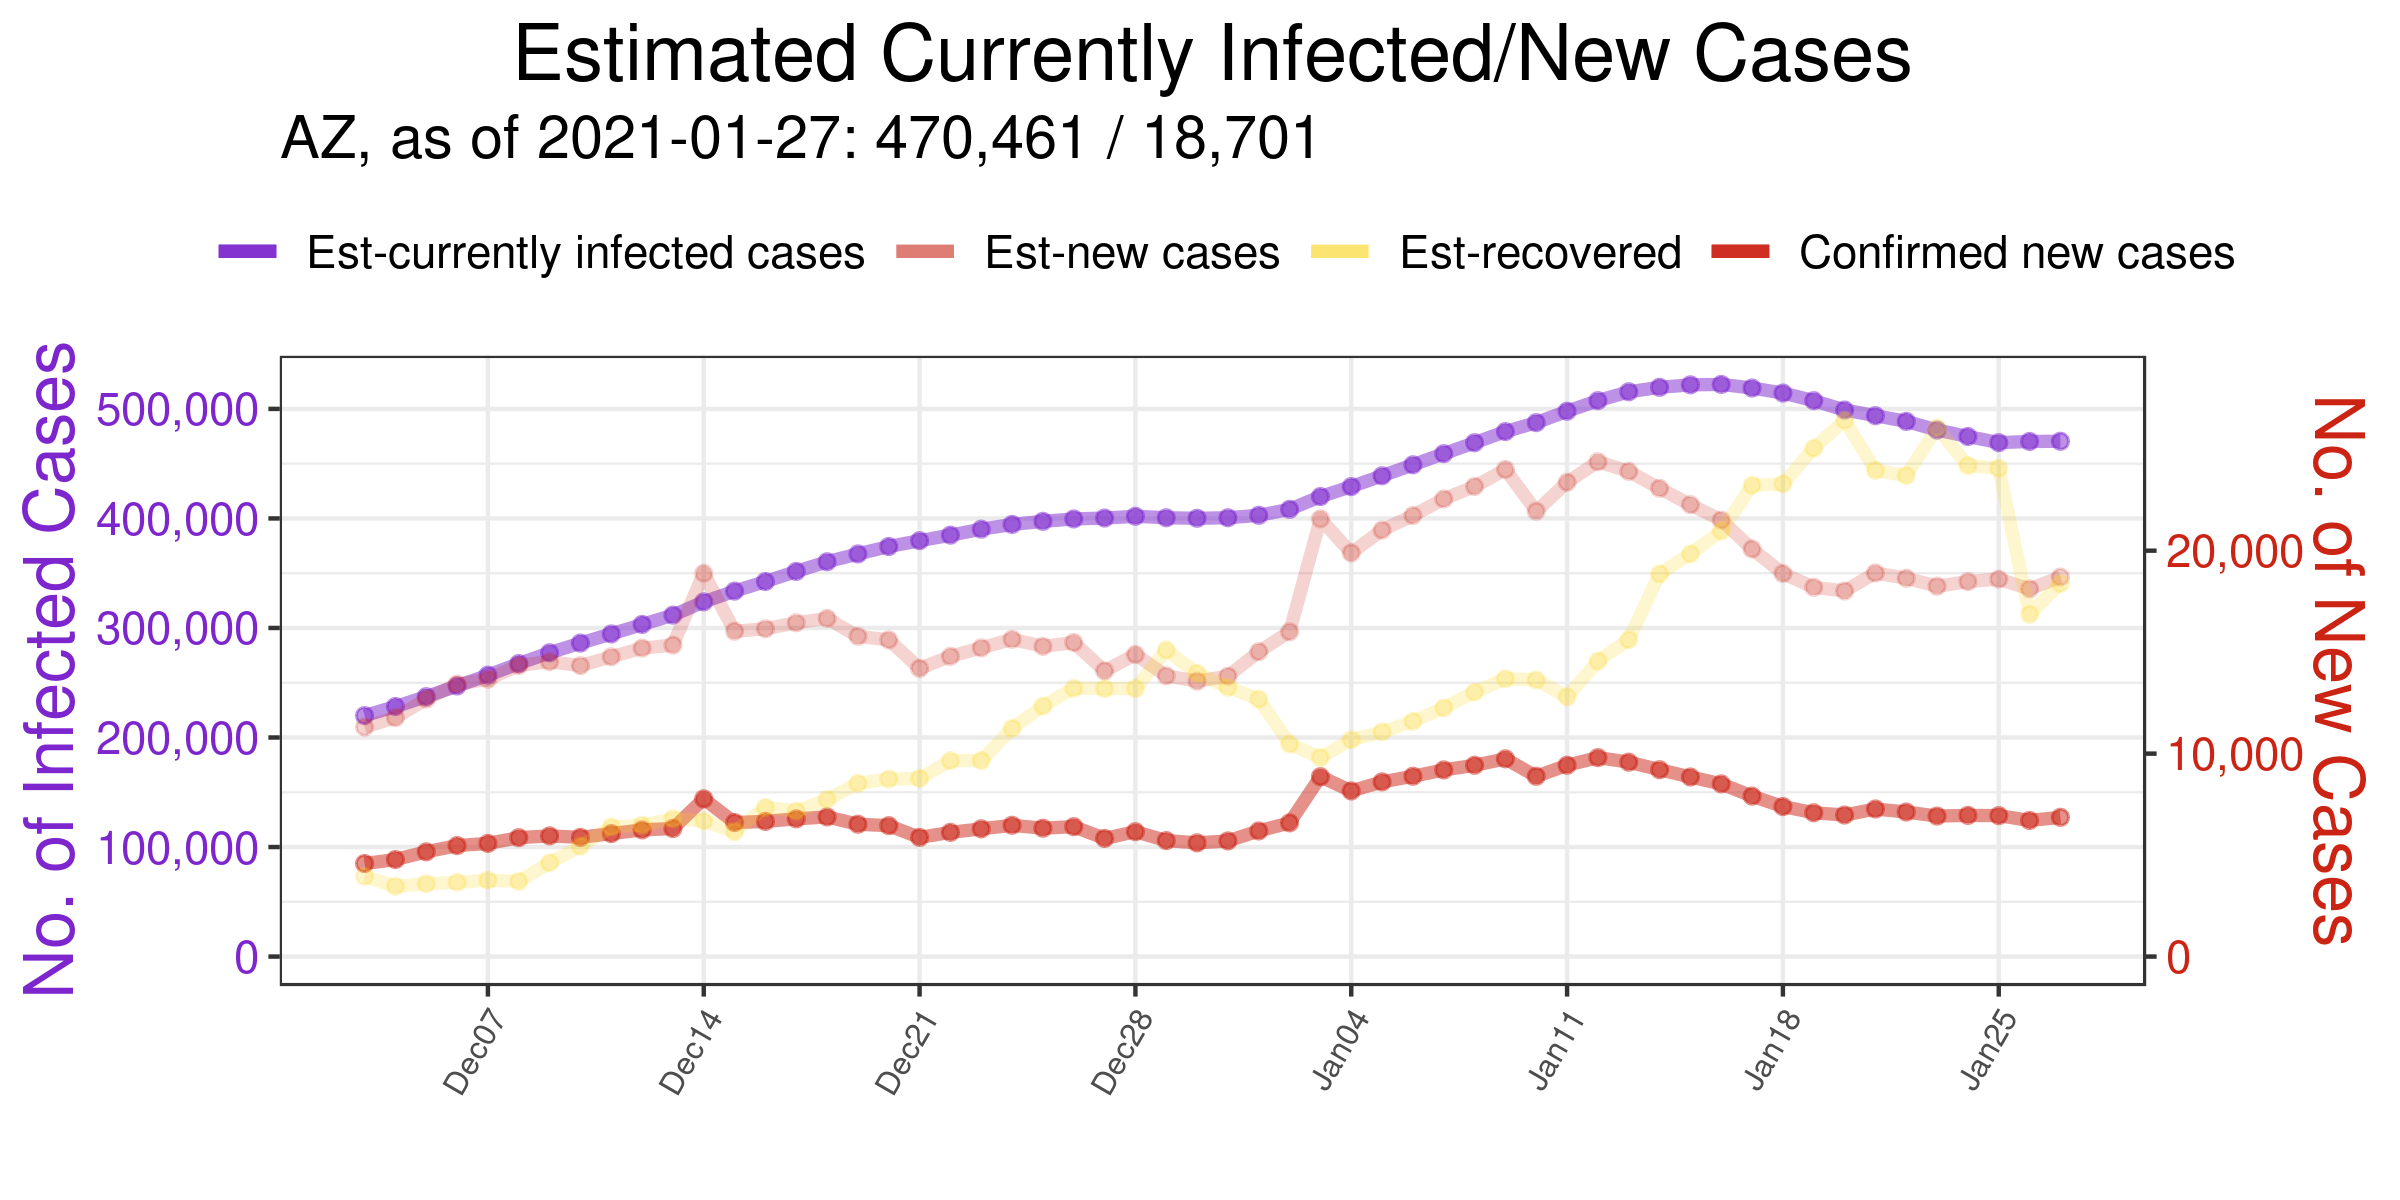 Estimated Currently Infected/New Cases
AZ, as of 2021-01-27: 470,461 / 18,701
Est-currently infected cases Est-new cases Est-recovered Confirmed new cases
No. of Infected Cases
500,000
400,000
300,000
200,000
100,000
0
No. of New Cases
20,000
10,000
0
Dec07 Dec14 Dec21 Dec28 Jan04 Jan11 Jan18 Jan25